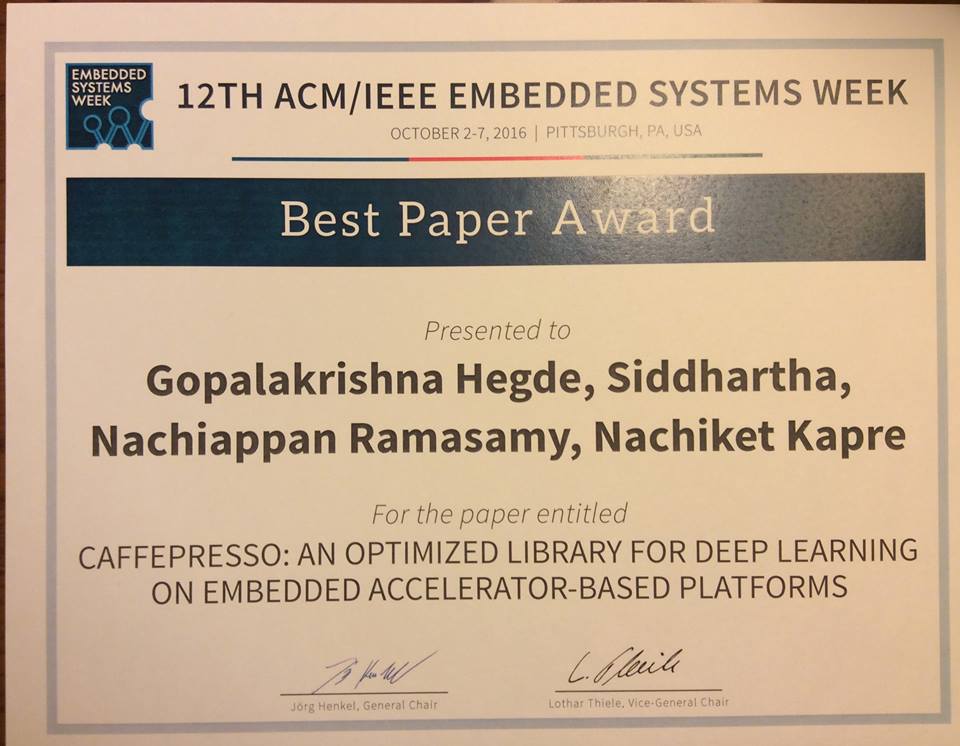 EMBEDDED
SYSTEMS
WEEK
12TH ACM/IEEE EMBEDDED SYSTEMS WEEK
OCTOBER 2-7, 2016 | PITTSBURGH, PA, USA
Best Paper Award
Presented to
Gopalakrishna Hegde, Siddhartha,
Nachiappan Ramasamy, Nachiket Kapre
For the paper entitled
CAFFEPRESSO: AN OPTIMIZED LIBRARY FOR DEEP LEARNING
ON EMBEDDED ACCELERATOR-BASED PLATFORMS
Jörg Henkel, General Chair
Lothar Thiele, Vice-General Chair